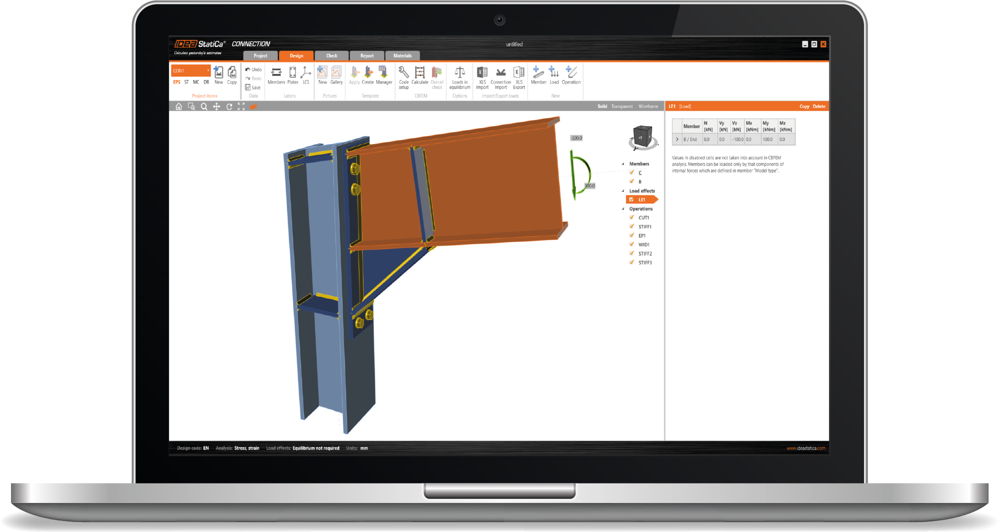 IDEA StatiCa® CONNECTION
Calculate yesterday's estimates
untitled
Project Design Check Report Materials
CON1
EPS ST MC DR New Copy
Project items
Undo
Redo
Save
Data
Members Plates LCS
Labels
New Gallery
Pictures
Apply Create Manager
Template
Code setup Calculate Overall check
CBFEM
Loads in equilibrium
Options
XLS Import Connection Import XLS Export
Import/Export loads
Member Load Operation
New
Solid Transparent Wireframe
LE1 [Load] Copy Delete
-100.0
100.0
+Y
Members
C
B
Load effects
LE1
Operations
CUT1
STIFF1
EP1
WID1
STIFF2
STIFF3
Member N [kN] Vy [kN] Vz [kN] Mx [kNm] My [kNm] Mz [kNm]
> B / End 0.0 0.0 -100.0 0.0 100.0 0.0
Values in disabled cells are not taken into account in CBFEM
analysis. Members can be loaded only by that components of
internal forces which are defined in member "Model type".
Design code: EN Analysis: Stress, strain Load effects: Equilibrium not required Units: mm
www.ideastatica.com